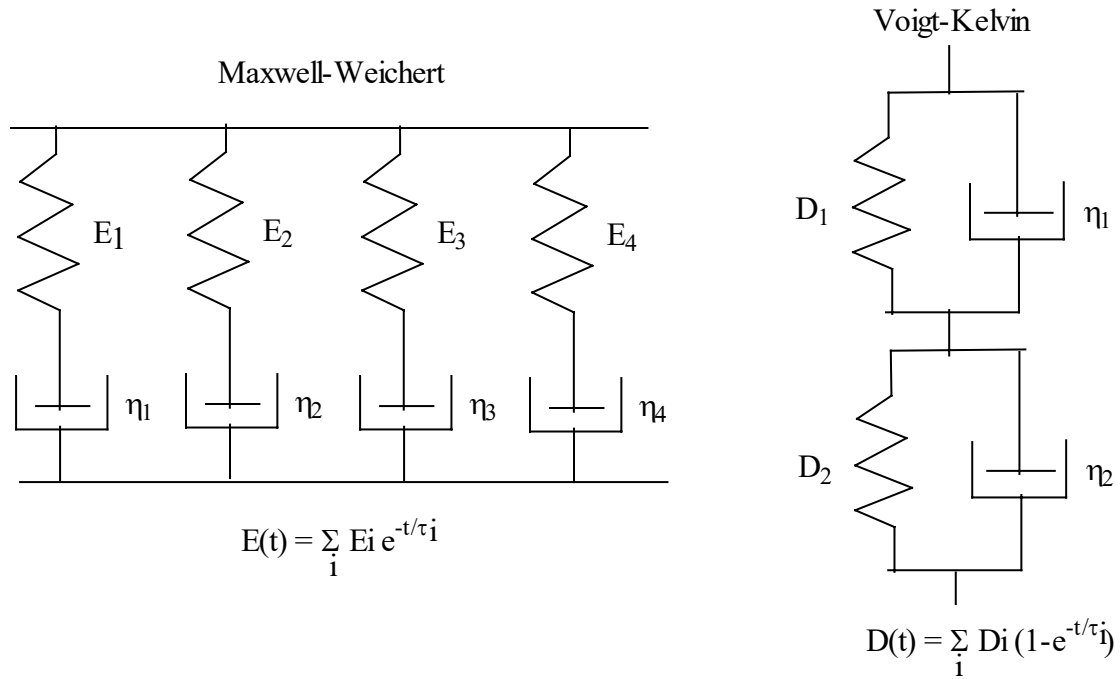 Maxwell-Weichert
E1
E2
E3
E4
η1
η2
η3
η4
E(t) = Σ Ei e-t/τi
i
Voigt-Kelvin
D1
η1
D2
η2
D(t) = Σ Di (1-e-t/τi)
i